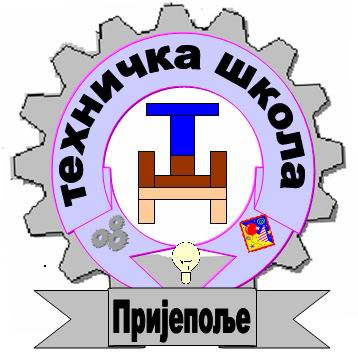 техничка школа
Пријепоље